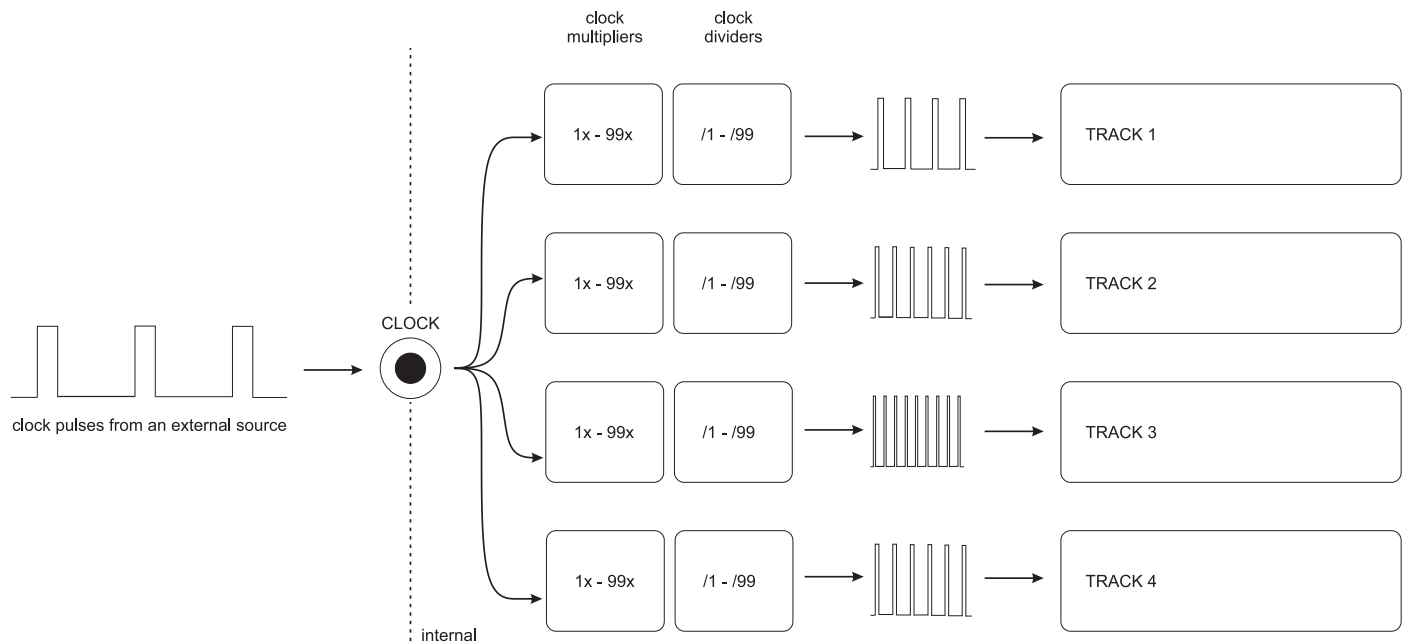 clock
multipliers
clock
dividers
1x - 99x
/1 - /99
TRACK 1
1x - 99x
/1 - /99
TRACK 2
CLOCK
clock pulses from an external source
1x - 99x
/1 - /99
TRACK 3
1x - 99x
/1 - /99
TRACK 4
internal